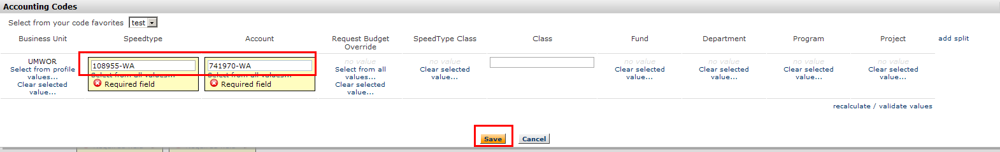 Accounting Codes
Select from your code favorites test
Business Unit Speedtype Account Request Budget Override SpeedType Class Class Fund Department Program Project add split
UMWOR
Select from profile values...
Clear selected value...
108955-WA
Select from all values...
Required field
741970-WA
Select from all values...
Required field
no value
Select from all values...
Clear selected value...
no value
Clear selected value...
no value
Clear selected value...
no value
Clear selected value...
no value
Clear selected value...
no value
Clear selected value...
recalculate / validate values
Save Cancel